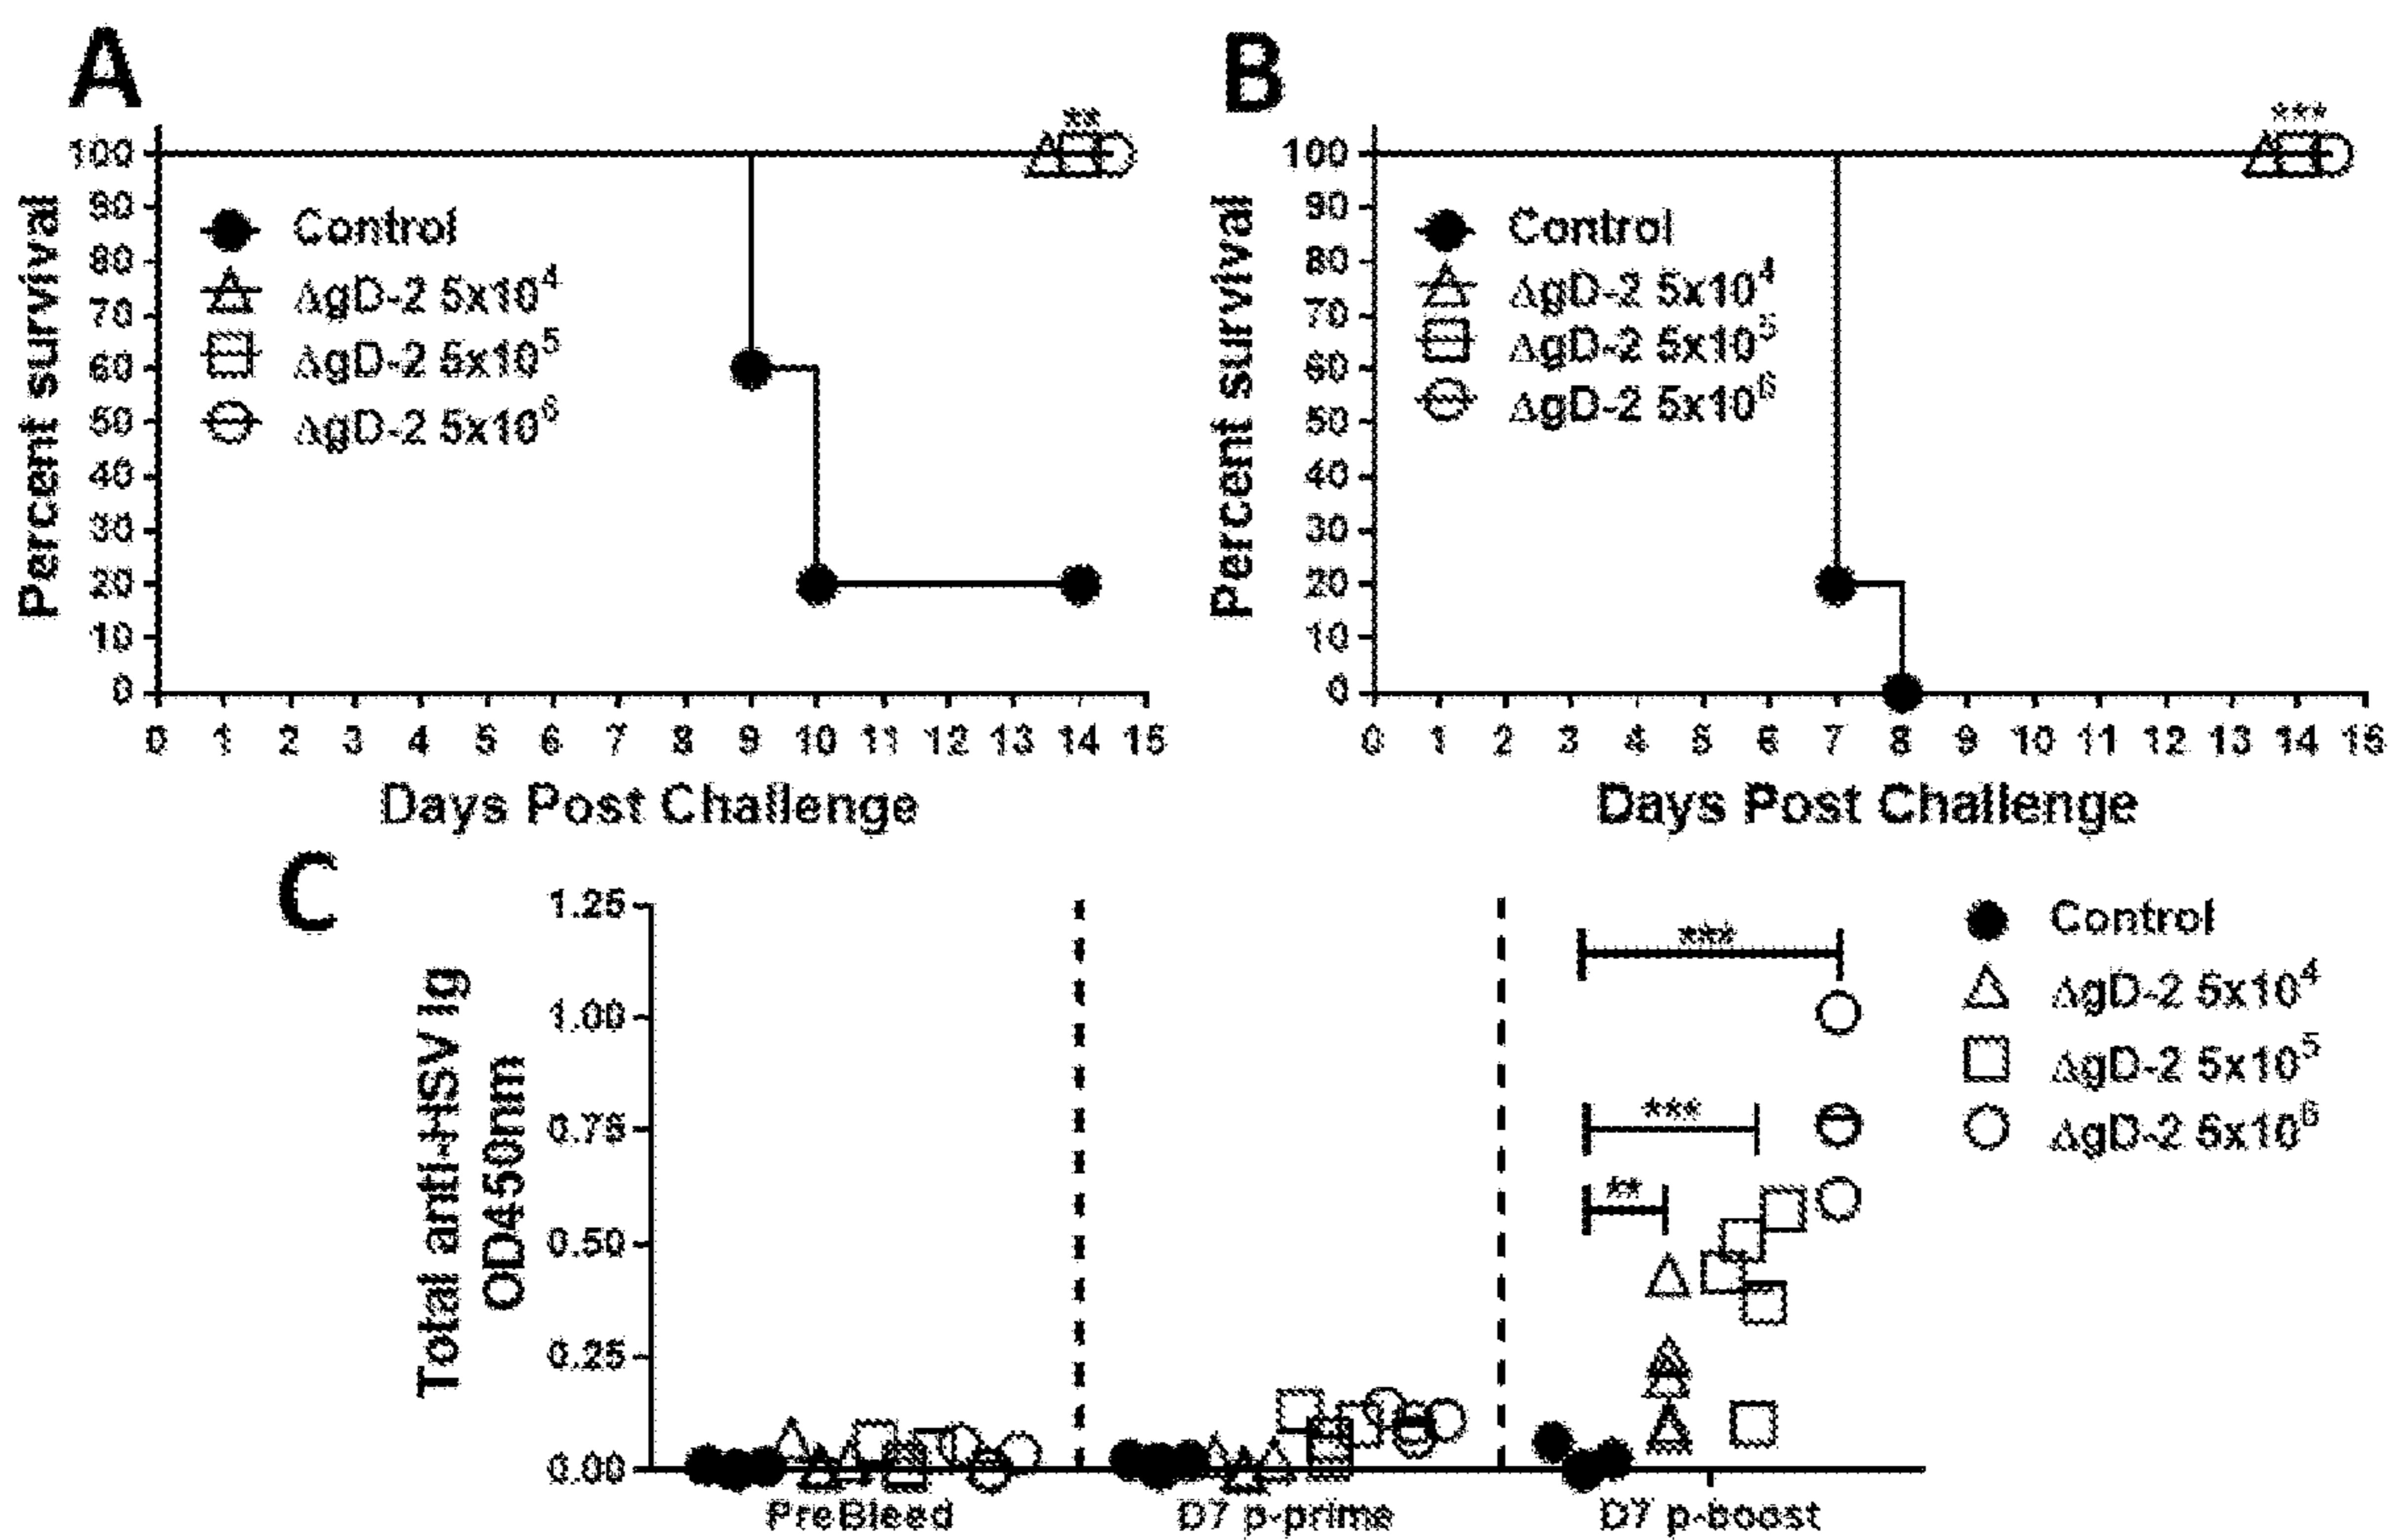 A
**
100
90
80
70
60
50
40
30
20
10
0
Percent survival
Control
ΔgD-2 5x10⁴
ΔgD-2 5x10⁵
ΔgD-2 5x10⁶
0 1 2 3 4 5 6 7 8 9 10 11 12 13 14 15
Days Post Challenge
B
***
100
90
80
70
60
50
40
30
20
10
0
Percent survival
Control
ΔgD-2 5x10⁴
ΔgD-2 5x10⁵
ΔgD-2 5x10⁶
0 1 2 3 4 5 6 7 8 9 10 11 12 13 14 15
Days Post Challenge
C
1.25
1.00
0.75
0.50
0.25
0.00
Total anti-HSV Ig
OD450nm
***
***
**
Control
ΔgD-2 5x10⁴
ΔgD-2 5x10⁵
ΔgD-2 5x10⁶
PreBleed D7 p-prime D7 p-boost